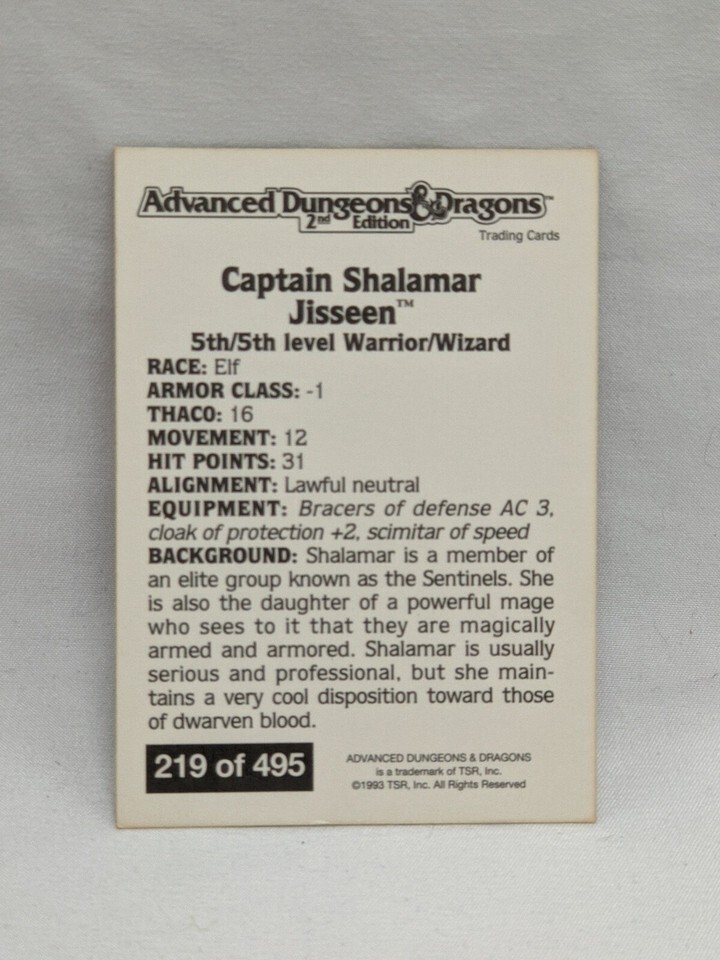 Advanced Dungeons & Dragons™
2nd Edition
Trading Cards
Captain Shalamar
Jisseen™
5th/5th level Warrior/Wizard
RACE: Elf
ARMOR CLASS: -1
THACO: 16
MOVEMENT: 12
HIT POINTS: 31
ALIGNMENT: Lawful neutral
EQUIPMENT: Bracers of defense AC 3,
cloak of protection +2, scimitar of speed
BACKGROUND: Shalamar is a member of
an elite group known as the Sentinels. She
is also the daughter of a powerful mage
who sees to it that they are magically
armed and armored. Shalamar is usually
serious and professional, but she main-
tains a very cool disposition toward those
of dwarven blood.
219 of 495
ADVANCED DUNGEONS & DRAGONS
is a trademark of TSR, Inc.
©1993 TSR, Inc. All Rights Reserved